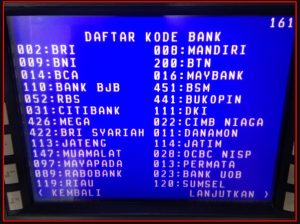 161
DAFTAR KODE BANK
002:BRI 008:MANDIRI
009:BNI 200:BTN
014:BCA 016:MAYBANK
110:BANK BJB 451:BSM
052:RBS 441:BUKOPIN
031:CITIBANK 111:DKI
426:MEGA 022:CIMB NIAGA
422:BRI SYARIAH 011:DANAMON
113:JATENG 114:JATIM
147:MUAMALAT 028:OCBC NISP
097:MAYAPADA 013:PERMATA
089:RABOBANK 023:BANK UOB
119:RIAU 120:SUMSEL
< KEMBALI LANJUTKAN >